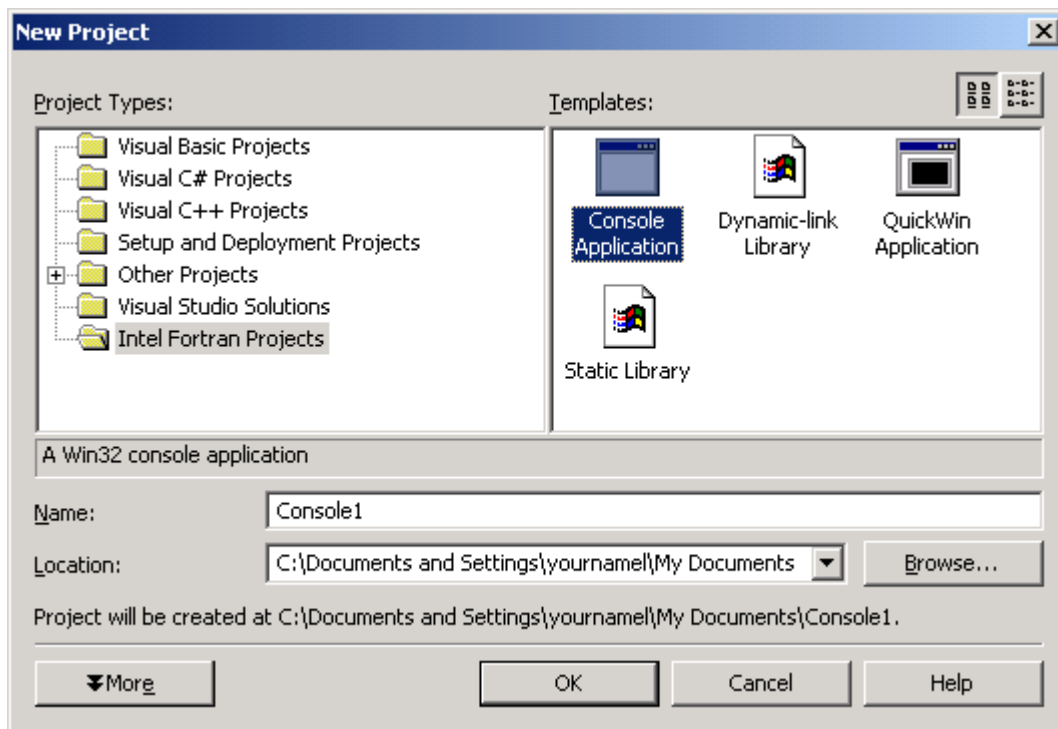 New Project
Project Types:
Templates:
Visual Basic Projects
Visual C# Projects
Visual C++ Projects
Setup and Deployment Projects
Other Projects
Visual Studio Solutions
Intel Fortran Projects
Console
Application
Dynamic-link
Library
QuickWin
Application
Static Library
A Win32 console application
Name:
Console1
Location:
C:\Documents and Settings\yournamel\My Documents
Browse...
Project will be created at C:\Documents and Settings\yournamel\My Documents\Console1.
More
OK
Cancel
Help